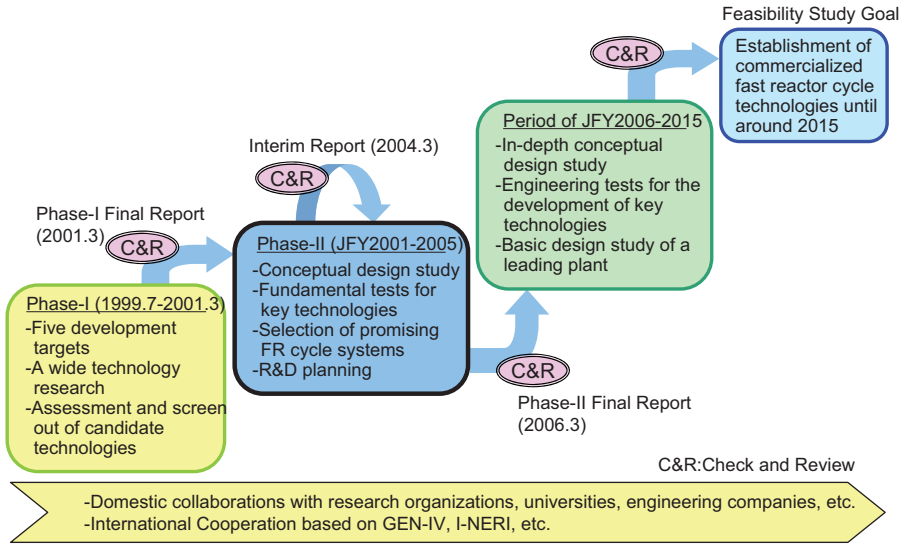 Feasibility Study Goal
C&R
Establishment of
commercialized
fast reactor cycle
technologies until
around 2015
Period of JFY2006-2015
-In-depth conceptual
design study
-Engineering tests for the
development of key
technologies
-Basic design study of a
leading plant
Interim Report (2004.3)
C&R
Phase-I Final Report
(2001.3)
C&R
Phase-II (JFY2001-2005)
-Conceptual design study
-Fundamental tests for
key technologies
-Selection of promising
FR cycle systems
-R&D planning
Phase-I (1999.7-2001.3)
-Five development
targets
-A wide technology
research
-Assessment and screen
out of candidate
technologies
C&R
Phase-II Final Report
(2006.3)
C&R:Check and Review
-Domestic collaborations with research organizations, universities, engineering companies, etc.
-International Cooperation based on GEN-IV, I-NERI, etc.